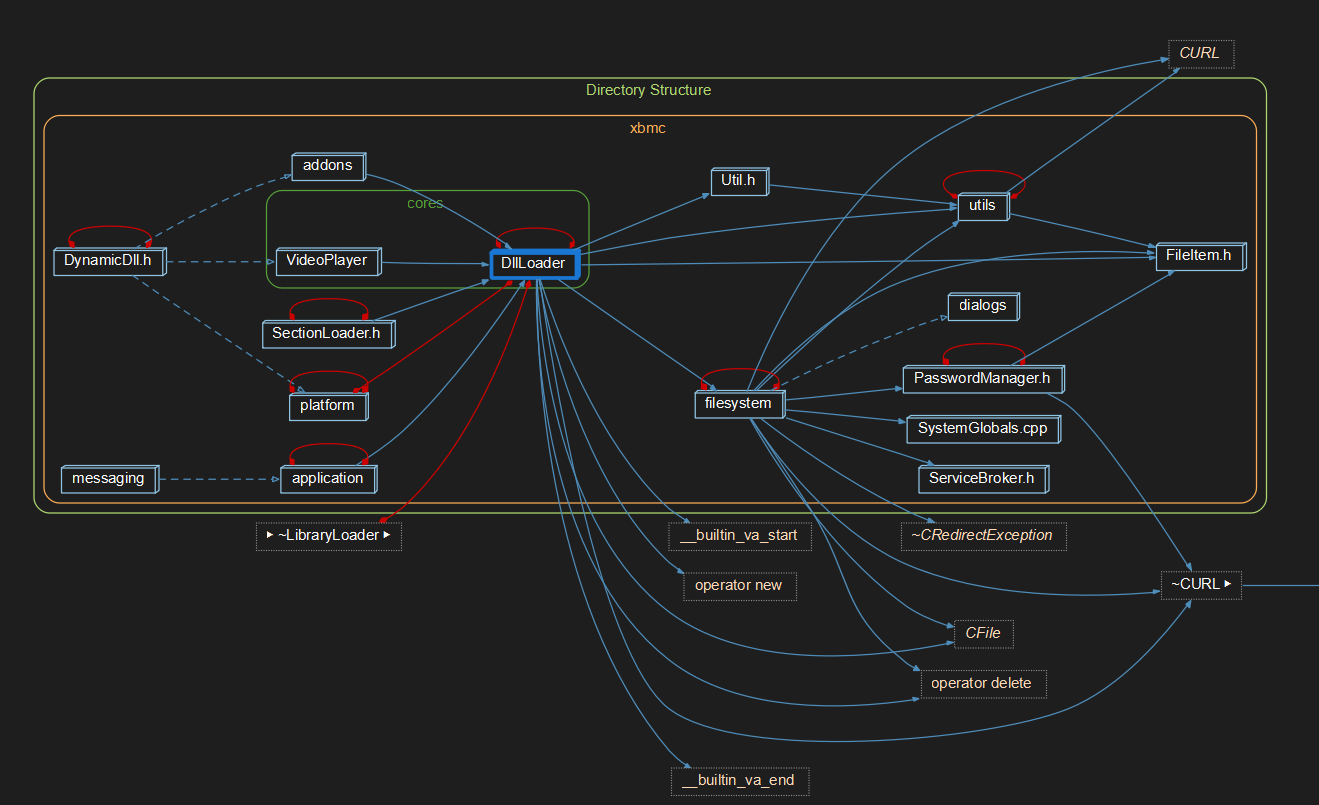 CURL
Directory Structure
xbmc
addons
Util.h
cores
utils
DynamicDll.h
VideoPlayer
DllLoader
FileItem.h
dialogs
SectionLoader.h
PasswordManager.h
platform
filesystem
SystemGlobals.cpp
messaging
application
ServiceBroker.h
~LibraryLoader
__builtin_va_start
~CRedirectException
operator new
~CURL
CFile
operator delete
__builtin_va_end